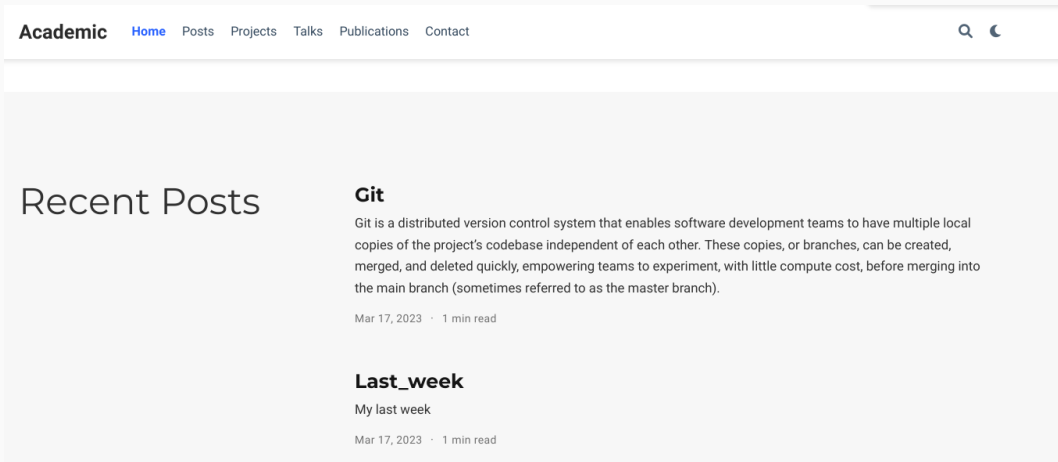 Academic Home Posts Projects Talks Publications Contact
Recent Posts
Git
Git is a distributed version control system that enables software development teams to have multiple local
copies of the project's codebase independent of each other. These copies, or branches, can be created,
merged, and deleted quickly, empowering teams to experiment, with little compute cost, before merging into
the main branch (sometimes referred to as the master branch).
Mar 17, 2023 · 1 min read
Last_week
My last week
Mar 17, 2023 · 1 min read